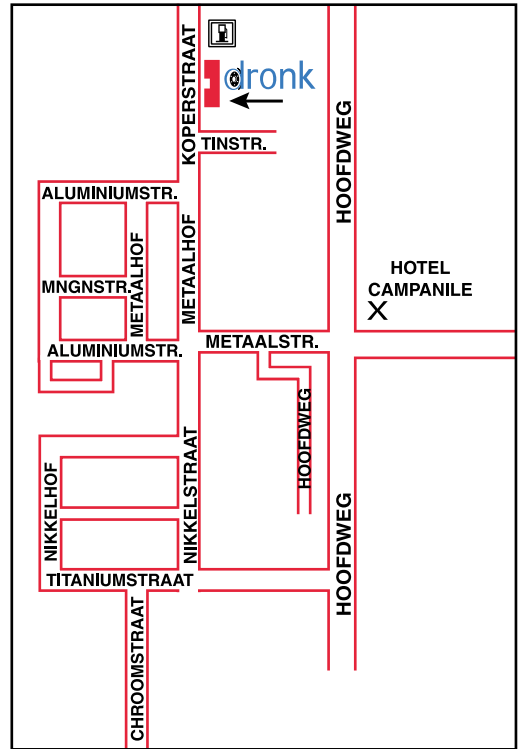 KOPERSTRAAT
dronk
HOOFDWEG
TINSTR.
ALUMINIUMSTR.
METAALHOF
METAALHOF
HOTEL
CAMPANILE
X
MNGNSTR.
ALUMINIUMSTR.
METAALSTR.
HOOFDWEG
NIKKELHOF
NIKKELSTRAAT
HOOFDWEG
TITANIUMSTRAAT
CHROOMSTRAAT